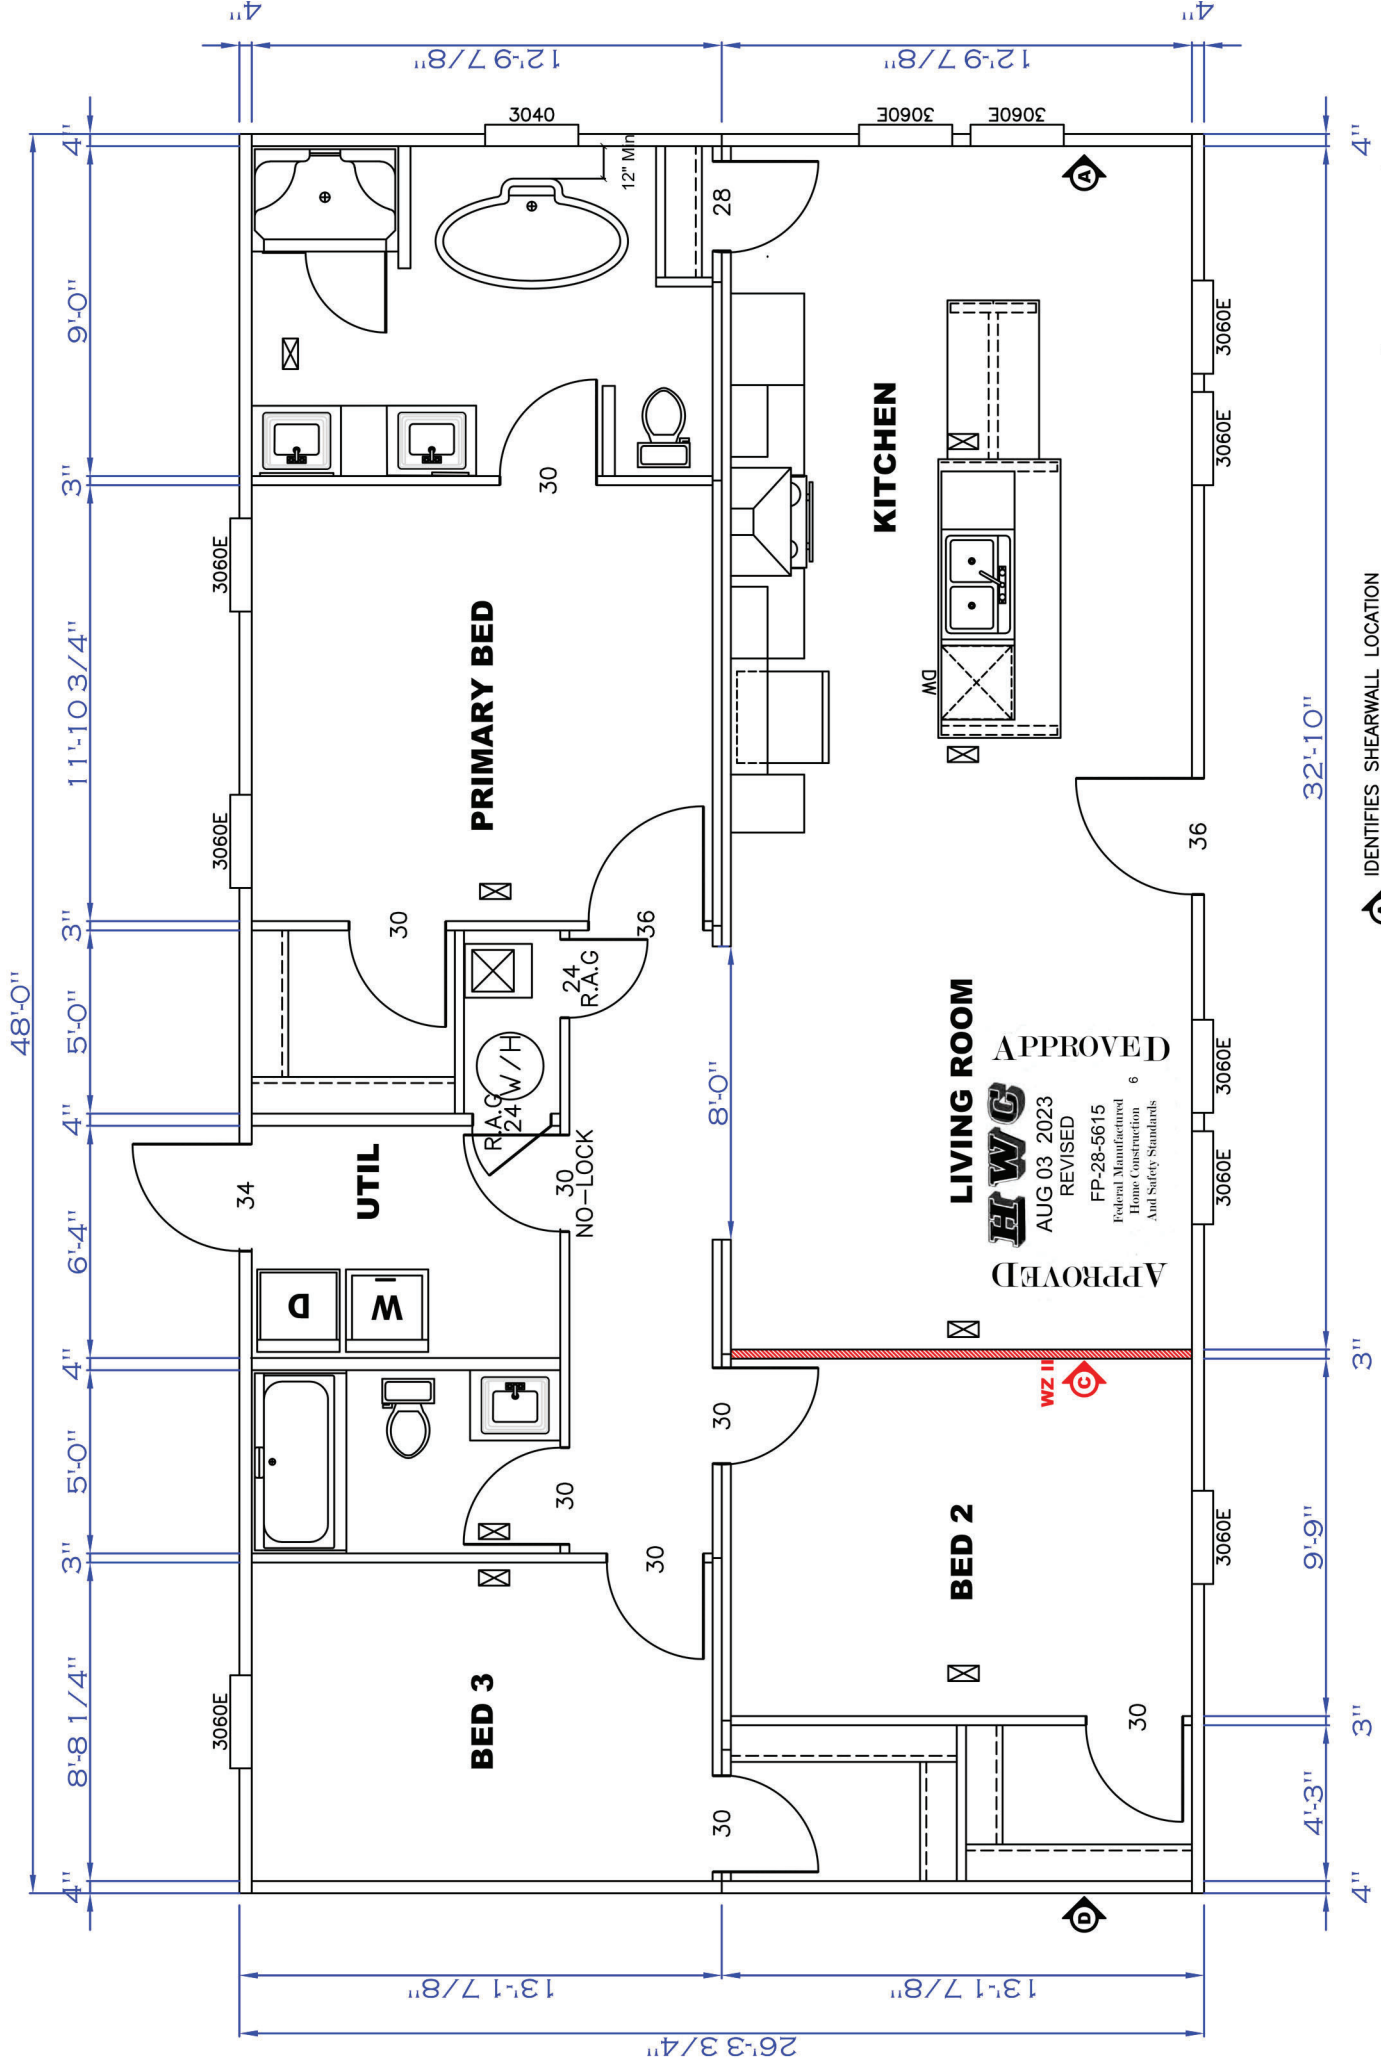 48'-0"
4"
8'-8 1/4"
3"
5'-0"
4"
6'-4"
4"
5'-0"
3"
11'-10 3/4"
3"
9'-0"
4"
3060E
34
3060E
3060E
4"
12'-9 7/8"
12'-9 7/8"
4"
26'-3 3/4"
13'-1 7/8"
13'-1 7/8"
BED 3
30
30
D
W
UTIL
30
NO-LOCK
R.A.G
24
W/H
24
R.A.G
30
36
PRIMARY BED
30
3040
12" Min
30
30
8'-0"
28
BED 2
30
WZ II
C
LIVING ROOM
HWC
AUG 03 2023
REVISED
FP-28-5615
Federal Manufactured
Home Construction
And Safety Standards
6
APPROVED
APPROVED
DW
KITCHEN
3060E
3060E
A
D
3060E
3060E
3060E
36
3060E
3060E
4"
4'-3"
3"
9'-9"
3"
32'-10"
4"
IDENTIFIES SHEARWALL LOCATION